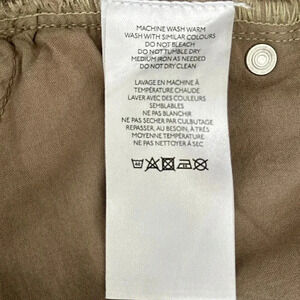 MACHINE WASH WARM
WASH WITH SIMILAR COLOURS
DO NOT BLEACH
DO NOT TUMBLE DRY
MEDIUM IRON AS NEEDED
DO NOT DRY CLEAN
LAVAGE EN MACHINE À
TEMPÉRATURE CHAUDE
LAVER AVEC DES COULEURS
SEMBLABLES
NE PAS BLANCHIR
NE PAS SÉCHER PAR CULBUTAGE
REPASSER, AU BESOIN, À TRÈS
MOYENNE TEMPÉRATURE
NE PAS NETTOYER À SEC